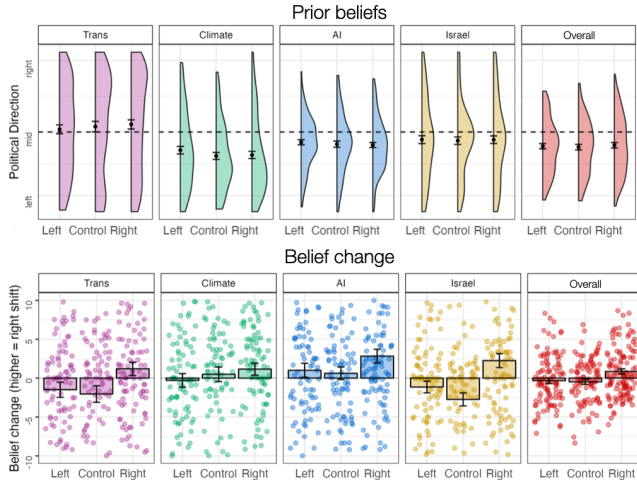 Prior beliefs
Trans Climate AI Israel Overall
Political Direction
right
mid
left
Left Control Right Left Control Right Left Control Right Left Control Right Left Control Right
Belief change
Trans Climate AI Israel Overall
Belief change (higher = right shift)
10
5
0
-5
-10
Left Control Right Left Control Right Left Control Right Left Control Right Left Control Right